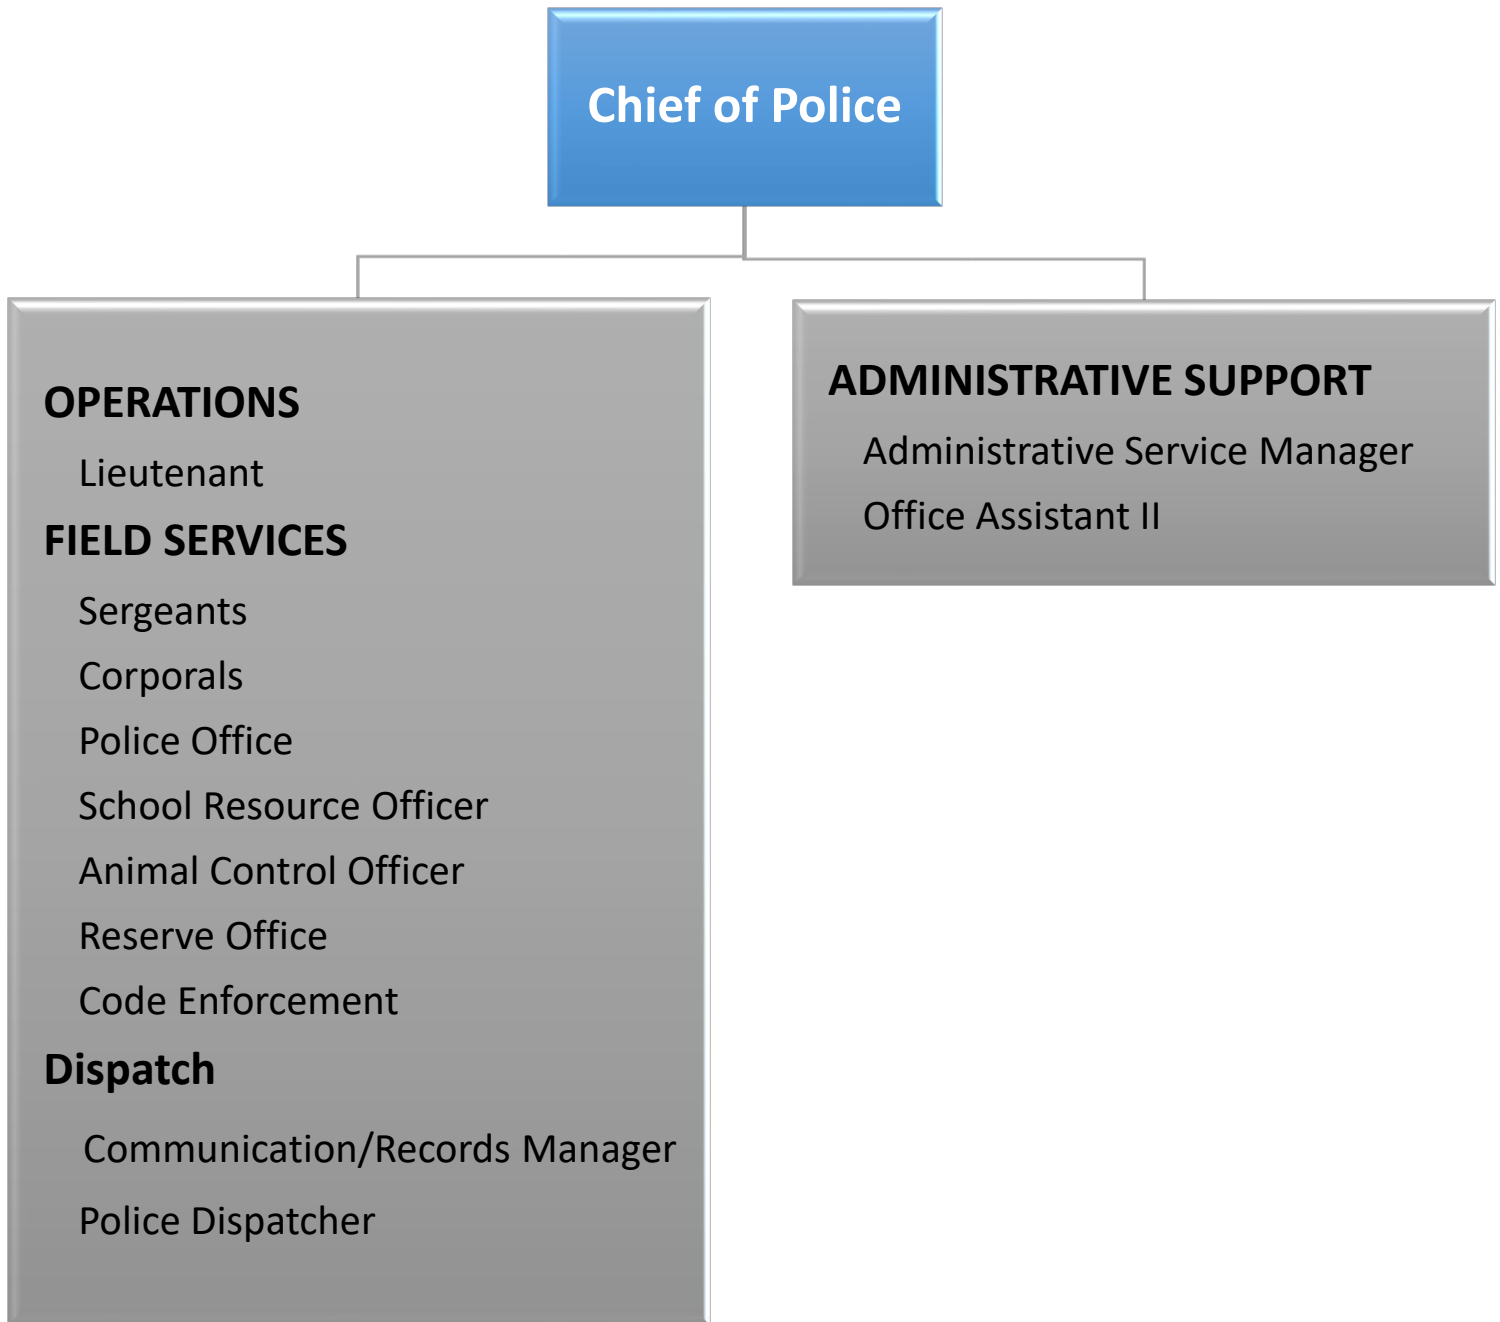 Chief of Police
OPERATIONS
Lieutenant
FIELD SERVICES
Sergeants
Corporals
Police Office
School Resource Officer
Animal Control Officer
Reserve Office
Code Enforcement
Dispatch
Communication/Records Manager
Police Dispatcher
ADMINISTRATIVE SUPPORT
Administrative Service Manager
Office Assistant II